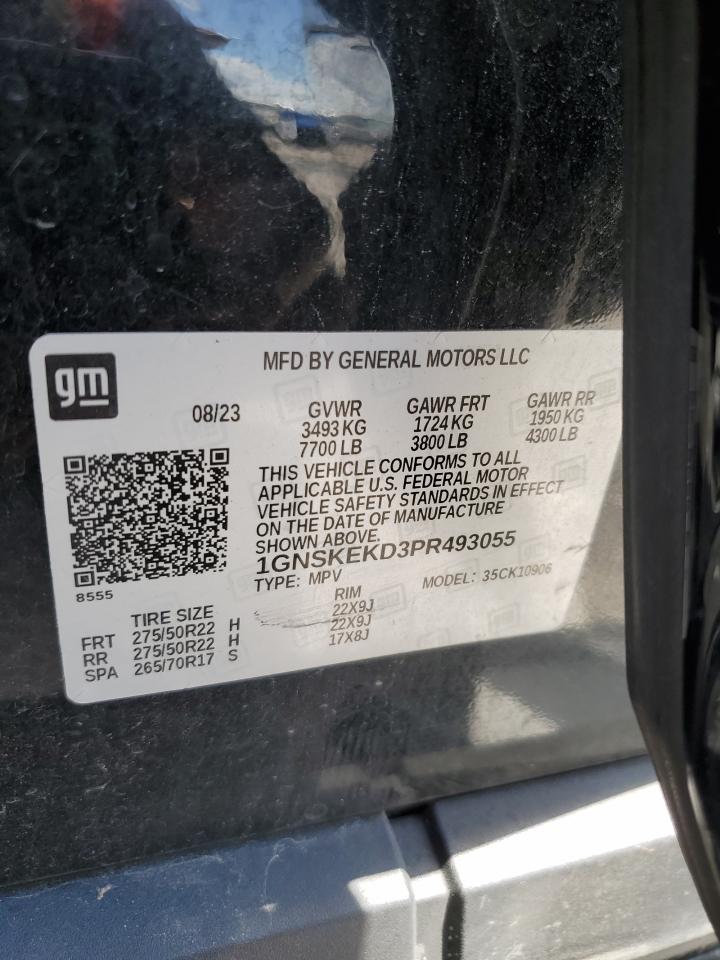 gm
MFD BY GENERAL MOTORS LLC
08/23 GVWR GAWR FRT GAWR RR
3493 KG 1724 KG 1950 KG
7700 LB 3800 LB 4300 LB
THIS VEHICLE CONFORMS TO ALL
APPLICABLE U.S. FEDERAL MOTOR
VEHICLE SAFETY STANDARDS IN EFFECT
ON THE DATE OF MANUFACTURE
SHOWN ABOVE.
1GNSKEKD3PR493055
TYPE: MPV MODEL: 35CK10906
8555
TIRE SIZE RIM
FRT 275/50R22 H 22X9J
RR 275/50R22 H 22X9J
SPA 265/70R17 S 17X8J